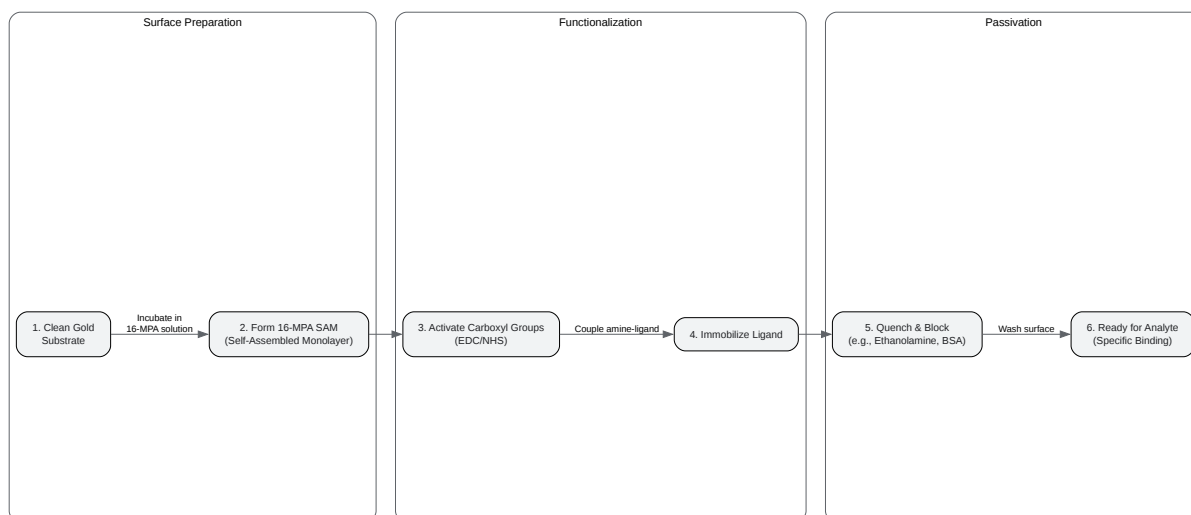 Surface Preparation
Functionalization
Passivation
1. Clean Gold
Substrate
Incubate in
16-MPA solution
2. Form 16-MPA SAM
(Self-Assembled Monolayer)
3. Activate Carboxyl Groups
(EDC/NHS)
Couple amine-ligand
4. Immobilize Ligand
5. Quench & Block
(e.g., Ethanolamine, BSA)
Wash surface
6. Ready for Analyte
(Specific Binding)